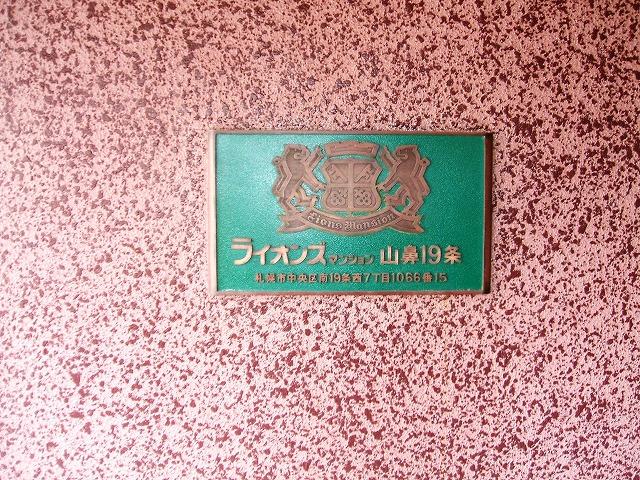 Lions Mansion
ライオンズマンション 山鼻19条
札幌市中央区南19条西7丁目1066番15